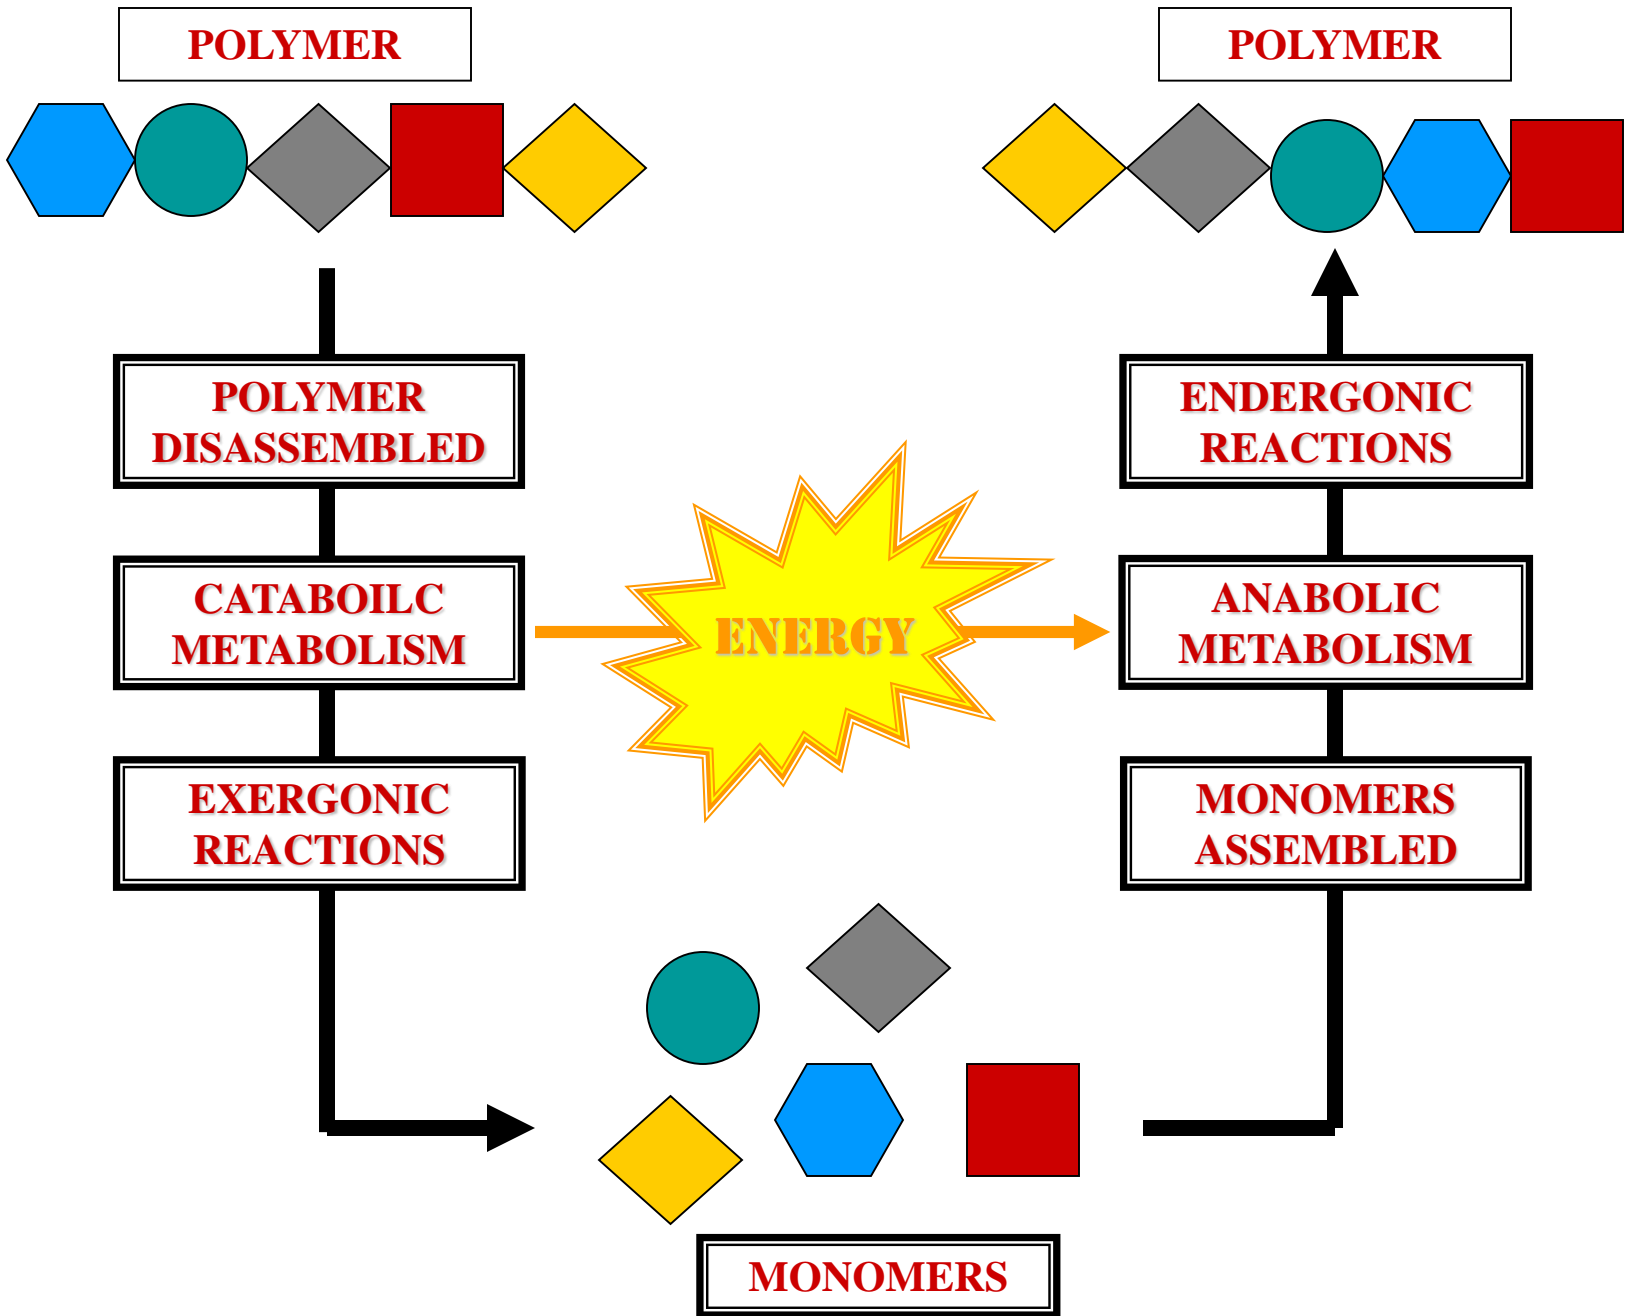 POLYMER
POLYMER
POLYMER
DISASSEMBLED
CATABOILC
METABOLISM
EXERGONIC
REACTIONS
ENERGY
ENDERGONIC
REACTIONS
ANABOLIC
METABOLISM
MONOMERS
ASSEMBLED
MONOMERS